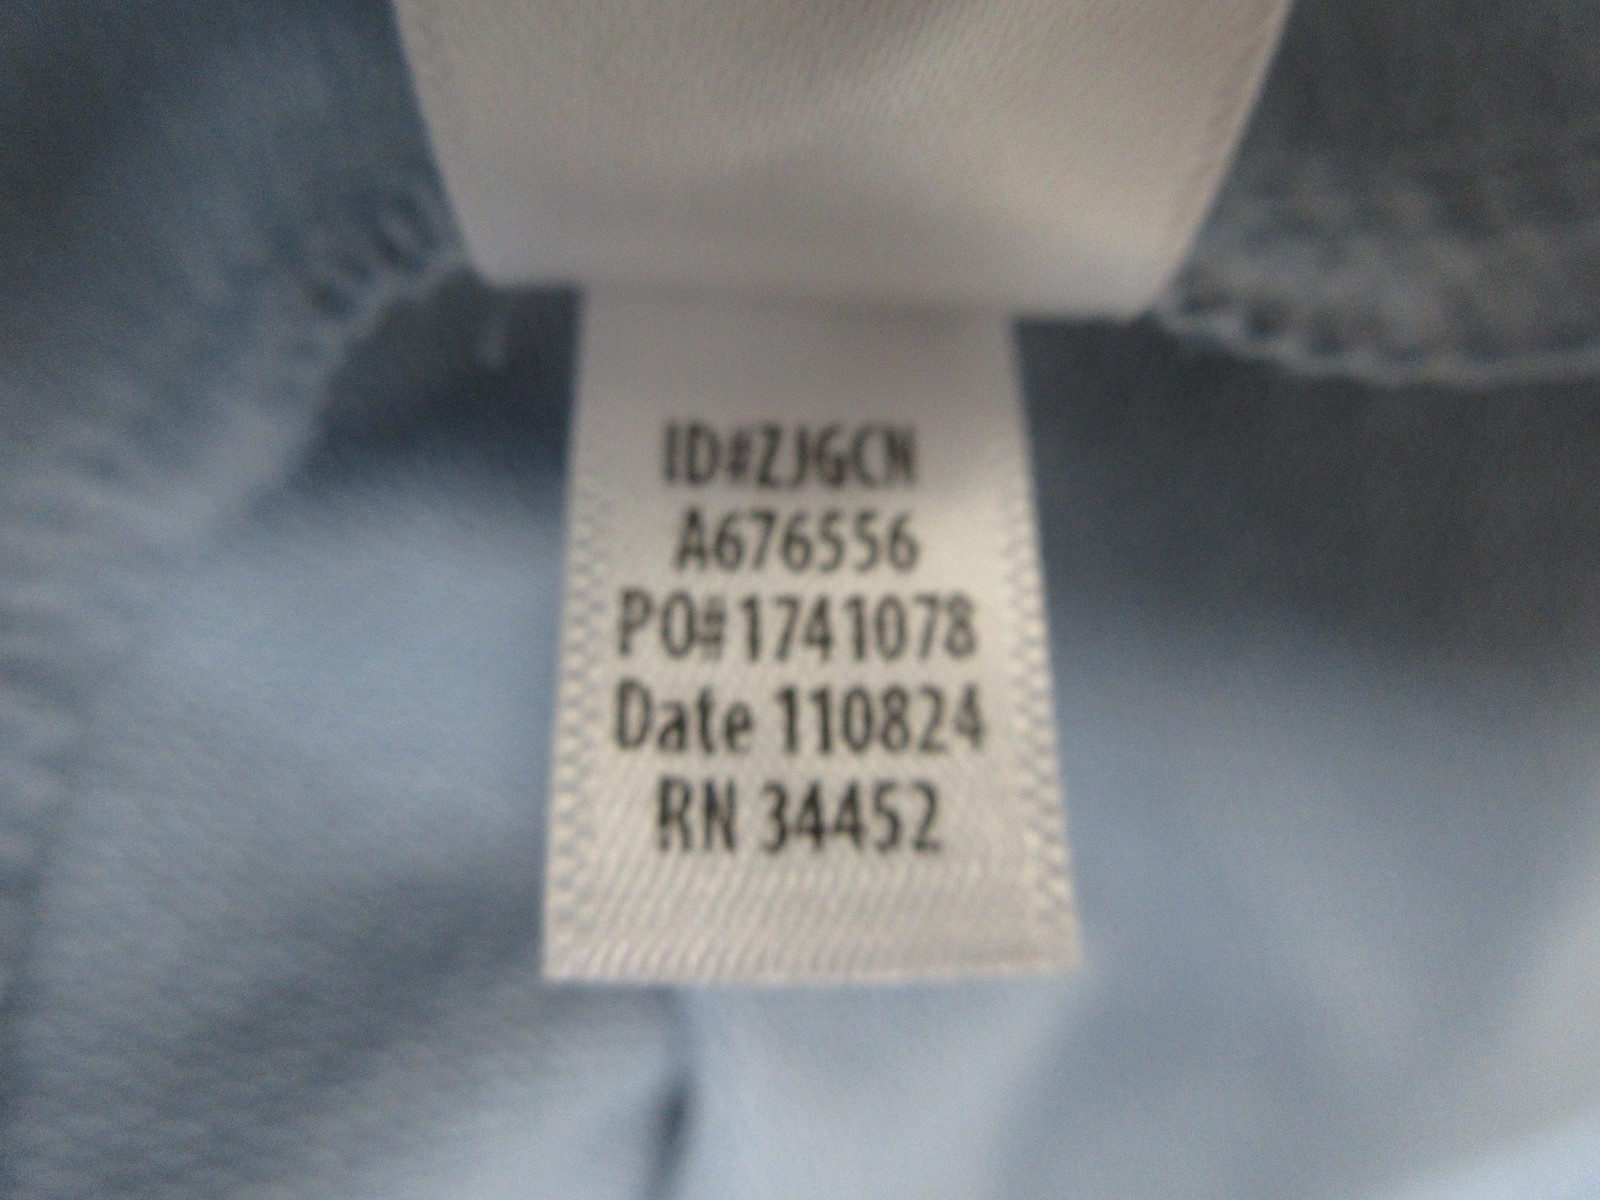 ID#ZJGCN
A676556
PO#1741078
Date 110824
RN 34452